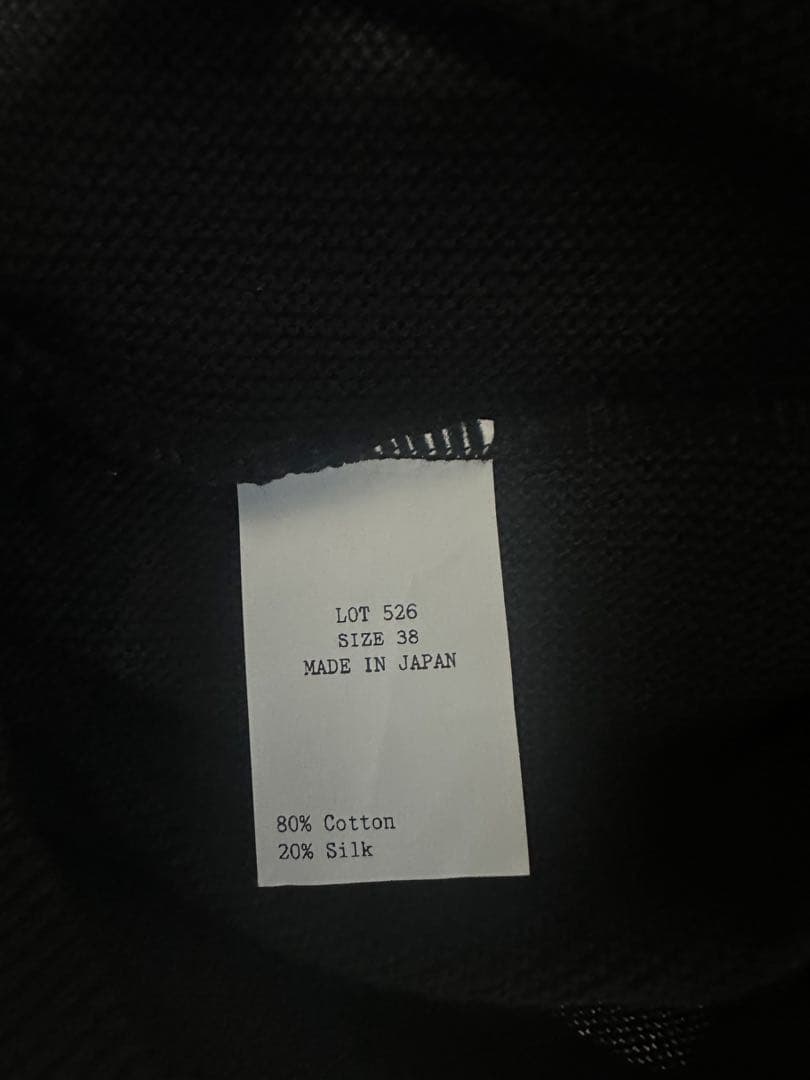 LOT 526
SIZE 38
MADE IN JAPAN
80% Cotton
20% Silk